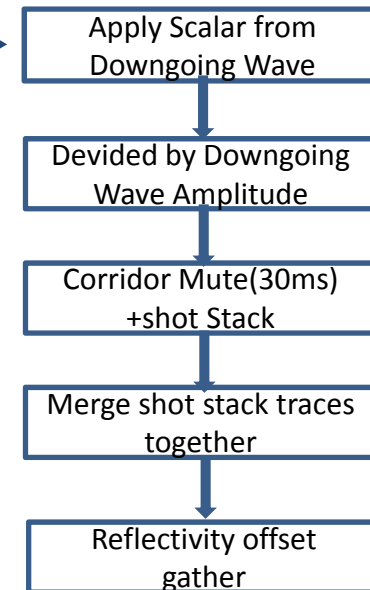 Apply Scalar from
Downgoing Wave
Devided by Downgoing
Wave Amplitude
Corridor Mute(30ms)
+shot Stack
Merge shot stack traces
together
Reflectivity offset
gather